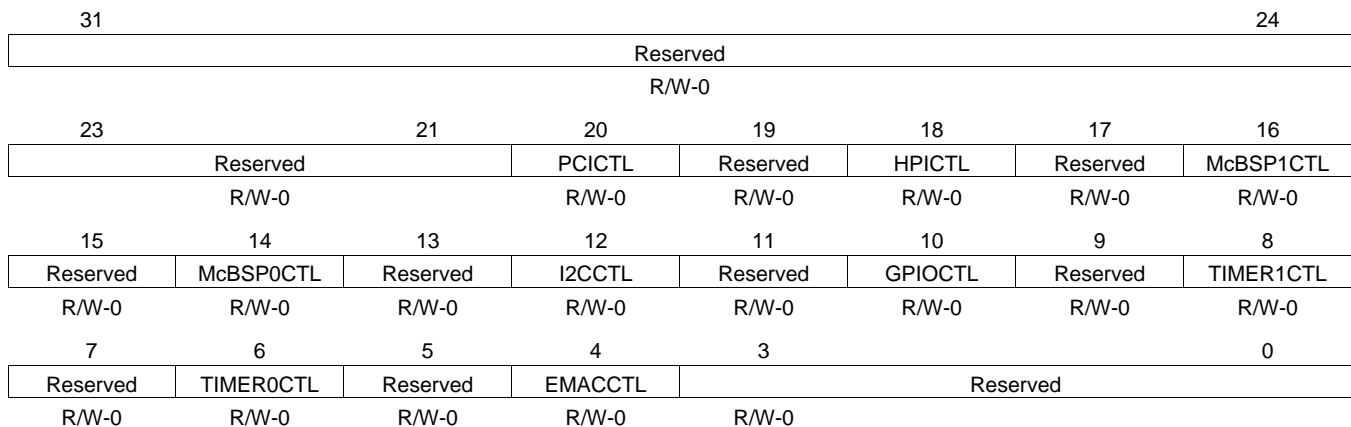 31 24
Reserved
R/W-0
23 21 20 19 18 17 16
Reserved PCICTL Reserved HPICTL Reserved McBSP1CTL
R/W-0 R/W-0 R/W-0 R/W-0 R/W-0 R/W-0
15 14 13 12 11 10 9 8
Reserved McBSP0CTL Reserved I2CCTL Reserved GPIOCTL Reserved TIMER1CTL
R/W-0 R/W-0 R/W-0 R/W-0 R/W-0 R/W-0 R/W-0 R/W-0
7 6 5 4 3 0
Reserved TIMER0CTL Reserved EMACCTL Reserved
R/W-0 R/W-0 R/W-0 R/W-0 R/W-0